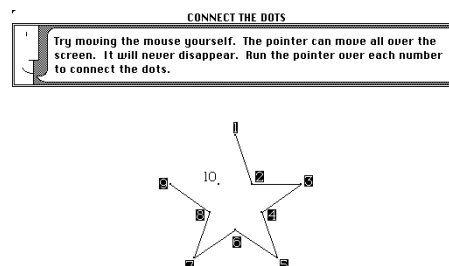 CONNECT THE DOTS
Try moving the mouse yourself. The pointer can move all over the
screen. It will never disappear. Run the pointer over each number
to connect the dots.
1
10.
2
3
9
8
4
6
7
5